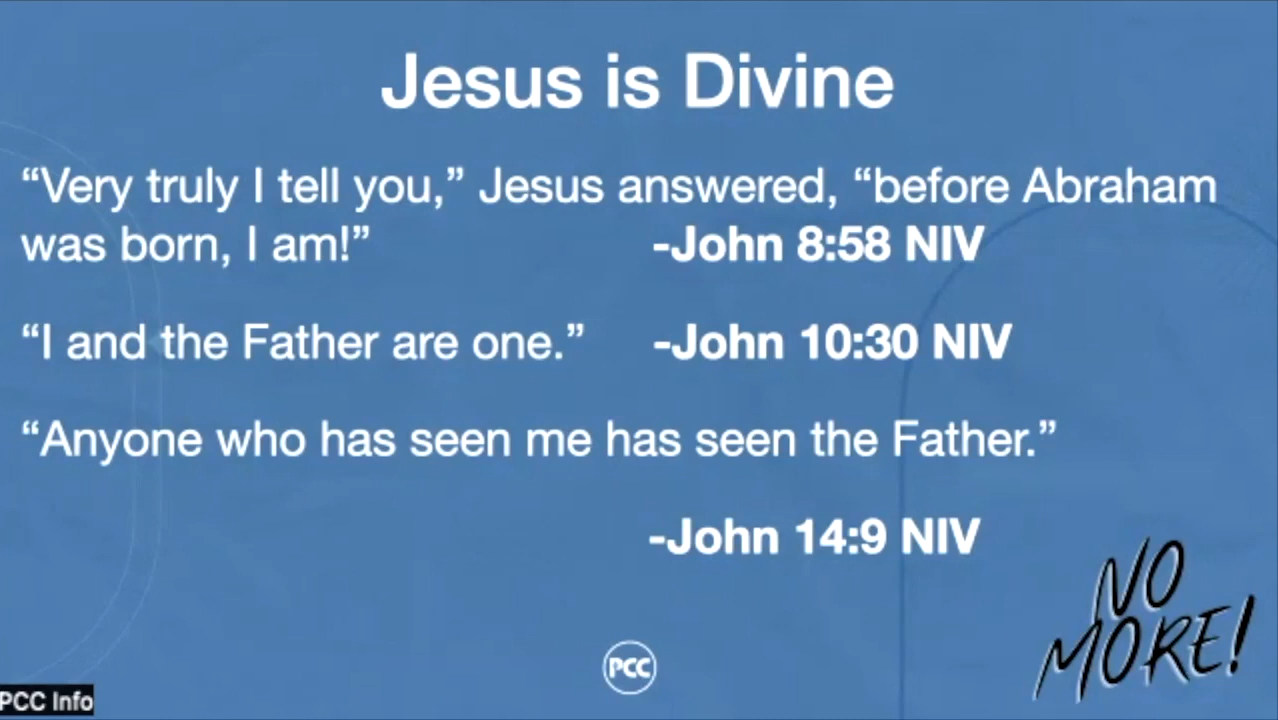 Jesus is Divine
“Very truly I tell you,” Jesus answered, “before Abraham
was born, I am!” -John 8:58 NIV
“I and the Father are one.” -John 10:30 NIV
“Anyone who has seen me has seen the Father.”
-John 14:9 NIV
NO
MORE!
PCC
PCC Info